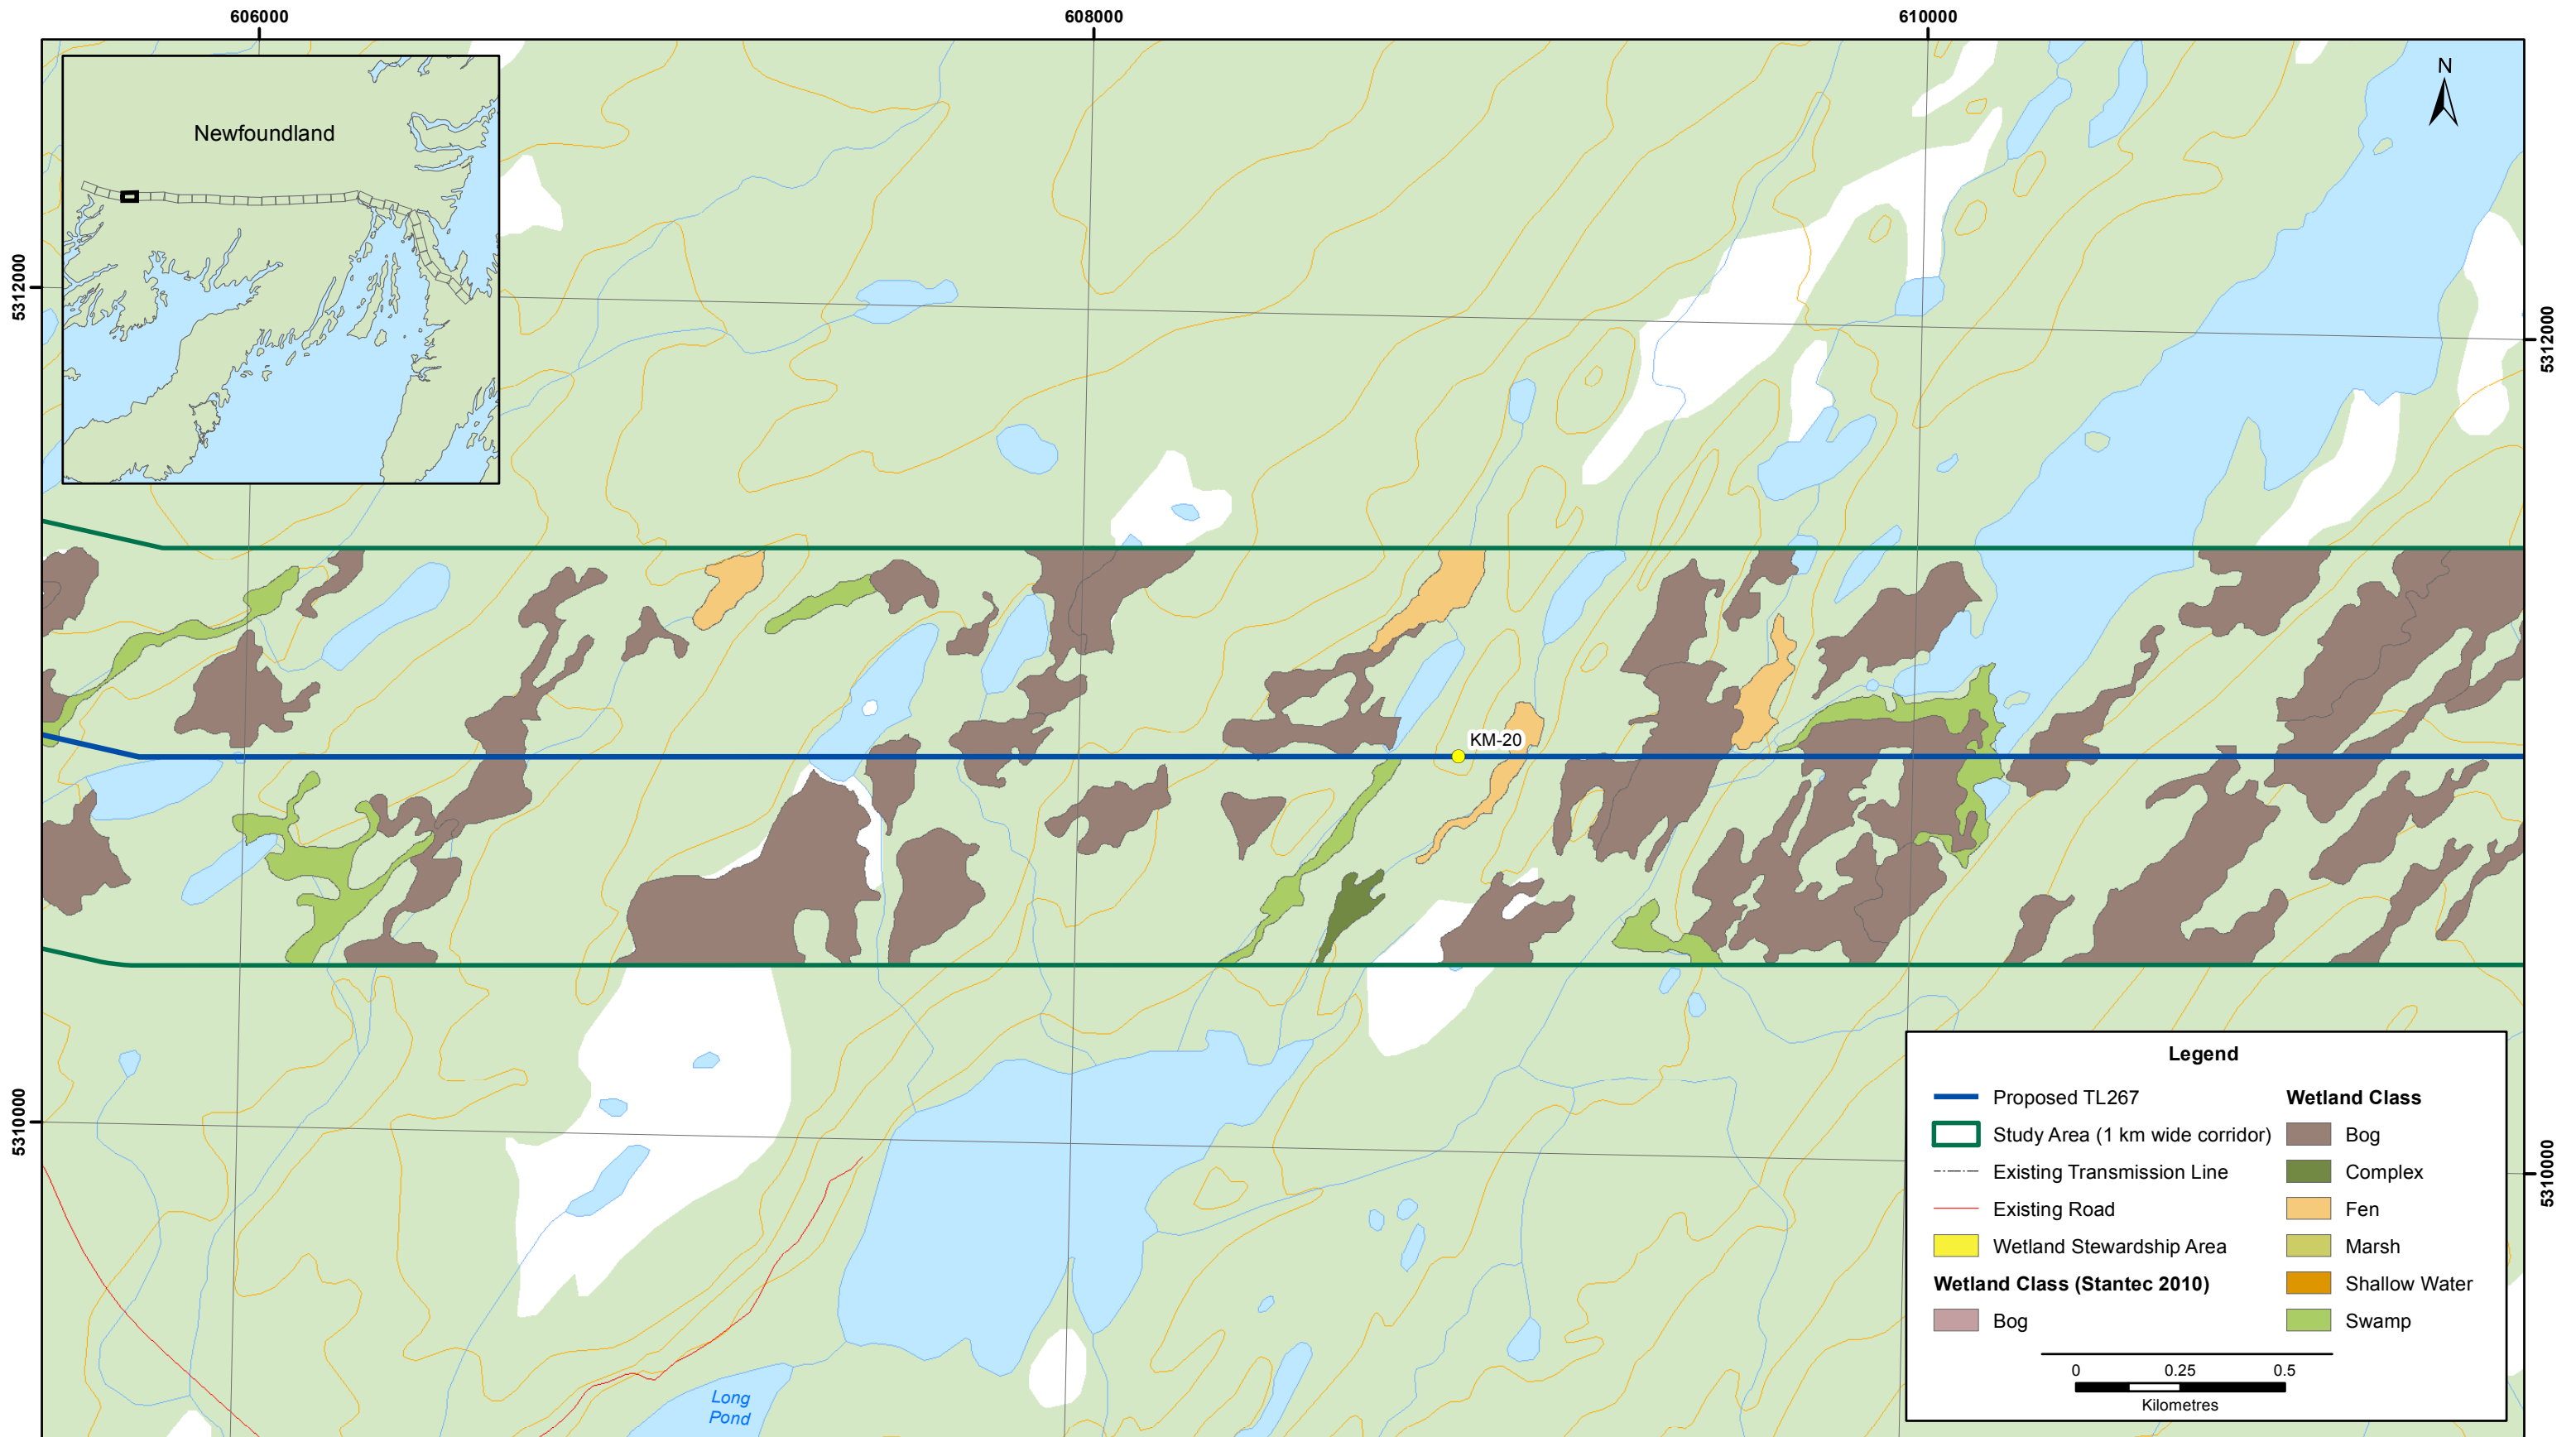 606000
608000
610000
N
Newfoundland
5312000
5312000
KM-20
5310000
5310000
Long
Pond
Legend
Proposed TL267
Study Area (1 km wide corridor)
Existing Transmission Line
Existing Road
Wetland Stewardship Area
Wetland Class (Stantec 2010)
Bog
Wetland Class
Bog
Complex
Fen
Marsh
Shallow Water
Swamp
0 0.25 0.5
Kilometres